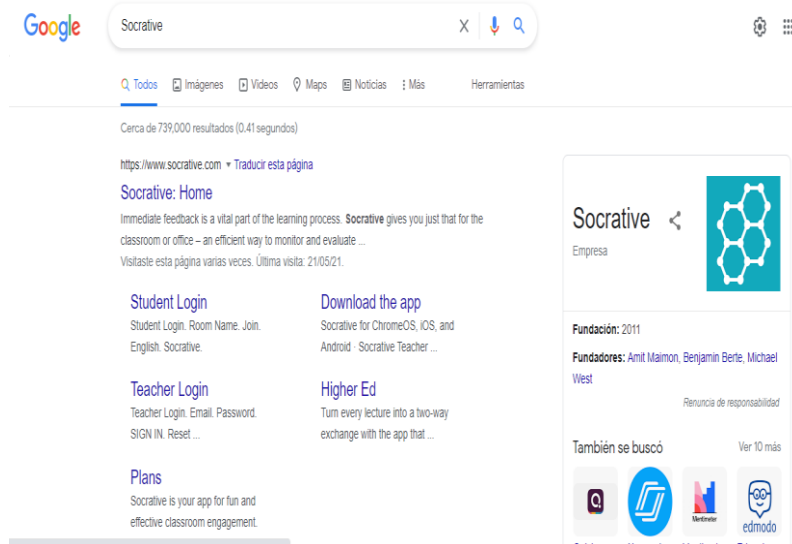 Google
Socrative
Todos Imágenes Videos Maps Noticias Más Herramientas
Cerca de 739,000 resultados (0.41 segundos)
https://www.socrative.com Traducir esta página
Socrative: Home
Immediate feedback is a vital part of the learning process. Socrative gives you just that for the
classroom or office – an efficient way to monitor and evaluate ...
Visitaste esta página varias veces. Última visita: 21/05/21.
Student Login
Student Login. Room Name. Join.
English. Socrative.
Download the app
Socrative for ChromeOS, iOS, and
Android · Socrative Teacher ...
Teacher Login
Teacher Login. Email. Password.
SIGN IN. Reset ...
Higher Ed
Turn every lecture into a two-way
exchange with the app that ...
Plans
Socrative is your app for fun and
effective classroom engagement.
Socrative
Empresa
Fundación: 2011
Fundadores: Amit Maimon, Benjamin Berte, Michael
West
Renuncia de responsabilidad
También se buscó Ver 10 más
Mentimeter
edmodo